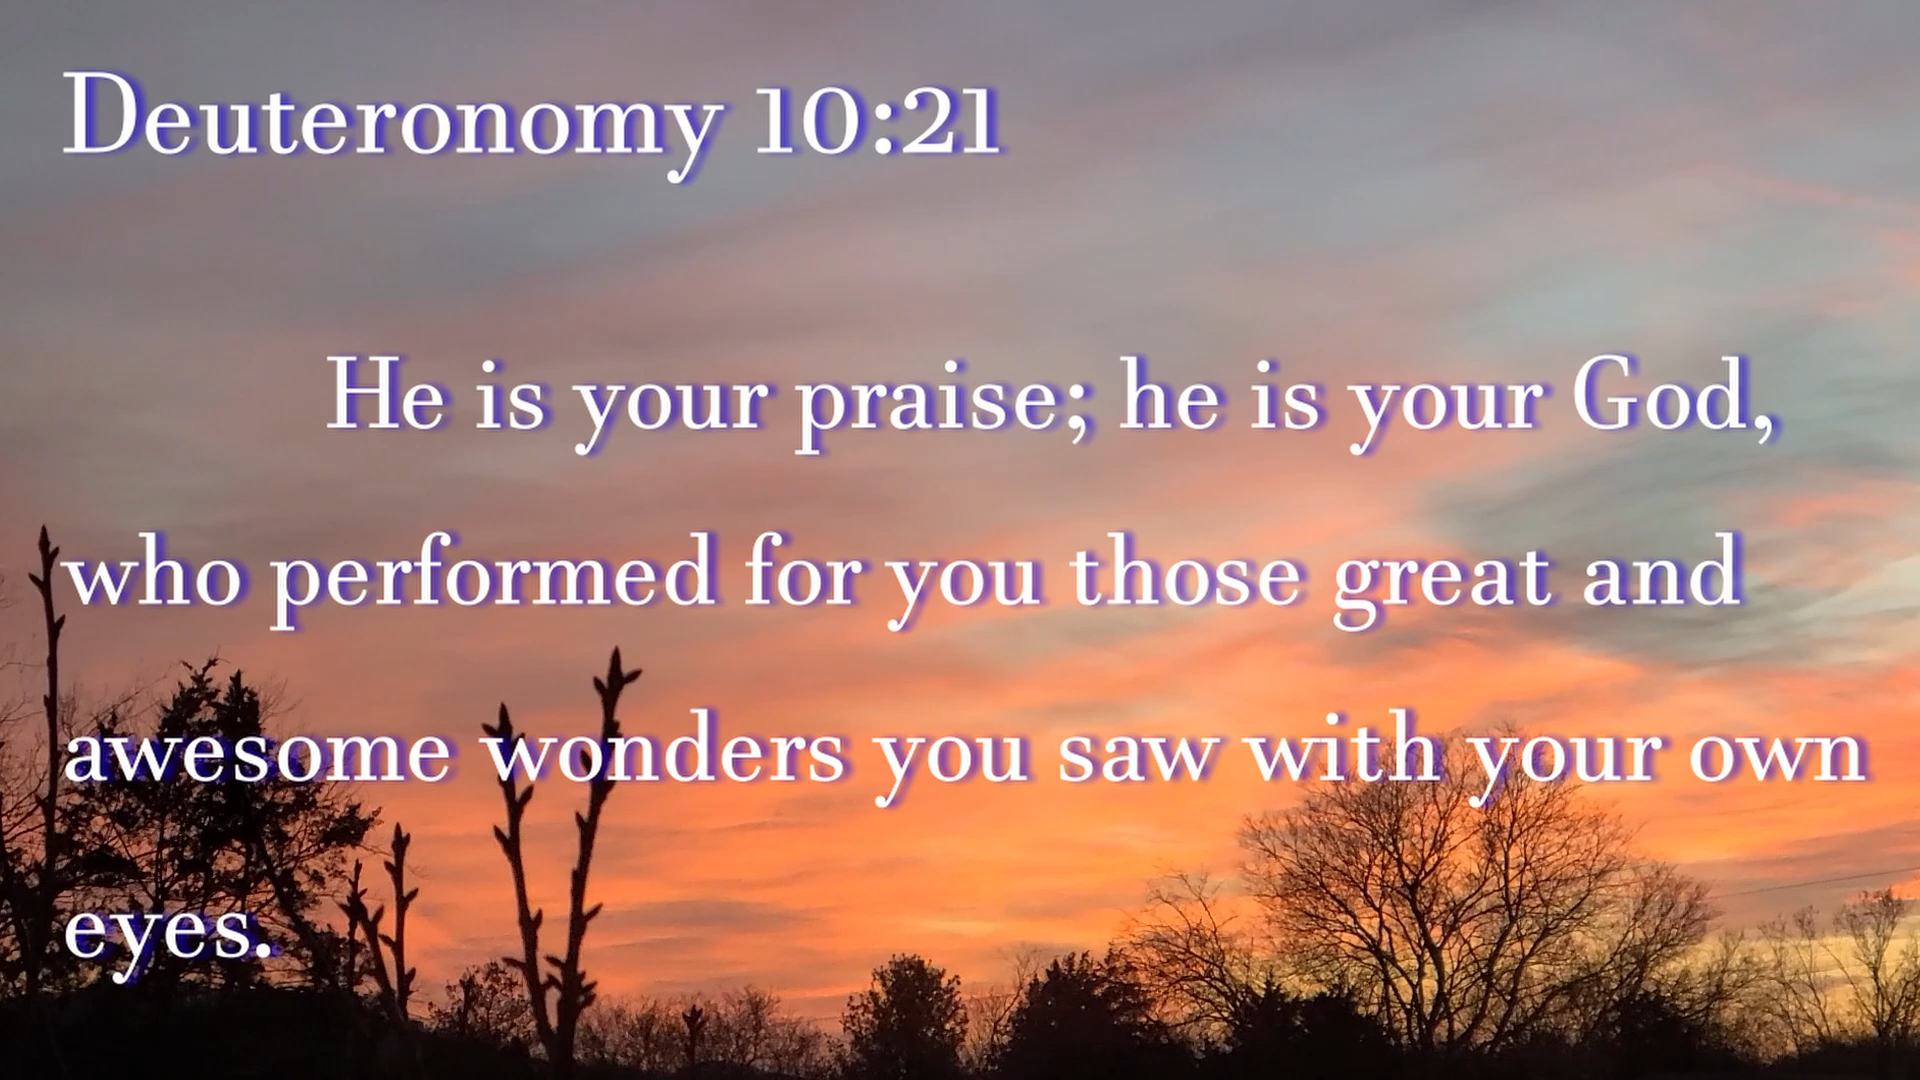 Deuteronomy 10:21
He is your praise; he is your God,
who performed for you those great and
awesome wonders you saw with your own
eyes.